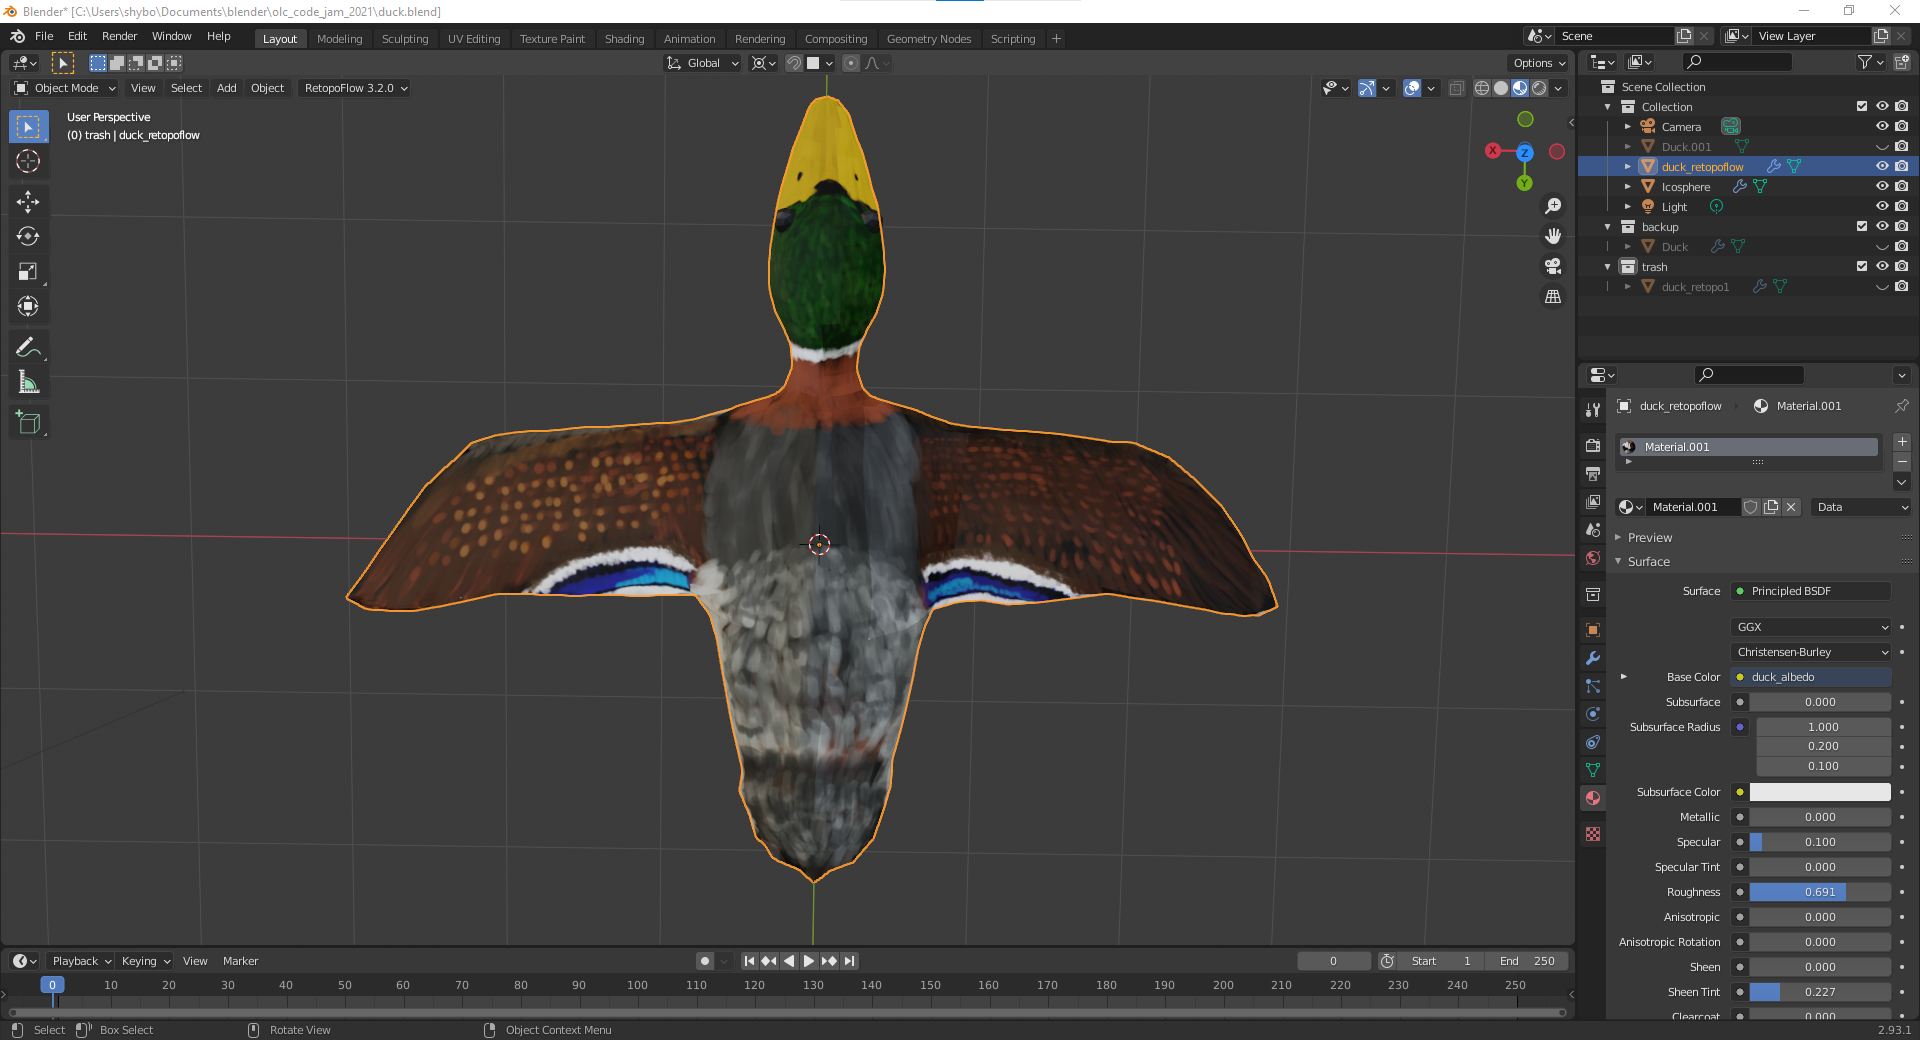 Blender* [C:\Users\shybo\Documents\blender\olc_code_jam_2021\duck.blend]
File Edit Render Window Help Layout Modeling Sculpting UV Editing Texture Paint Shading Animation Rendering Compositing Geometry Nodes Scripting + Scene View Layer
Global Options
Object Mode View Select Add Object RetopoFlow 3.2.0
User Perspective
(0) trash | duck_retopoflow
X Z
Y
Scene Collection
Collection
Camera
Duck.001
duck_retopoflow
Icosphere
Light
backup
Duck
trash
duck_retopo1
duck_retopoflow Material.001
Material.001
Material.001 Data
Preview
Surface
Surface Principled BSDF
GGX
Christensen-Burley
Base Color duck_albedo
Subsurface 0.000
Subsurface Radius 1.000
0.200
0.100
Subsurface Color
Metallic 0.000
Specular 0.100
Specular Tint 0.000
Roughness 0.691
Anisotropic 0.000
Anisotropic Rotation 0.000
Sheen 0.000
Sheen Tint 0.227
Clearcoat 0.000
Playback Keying View Marker 0 Start 1 End 250
0 10 20 30 40 50 60 70 80 90 100 110 120 130 140 150 160 170 180 190 200 210 220 230 240 250
Select Box Select Rotate View Object Context Menu 2.93.1